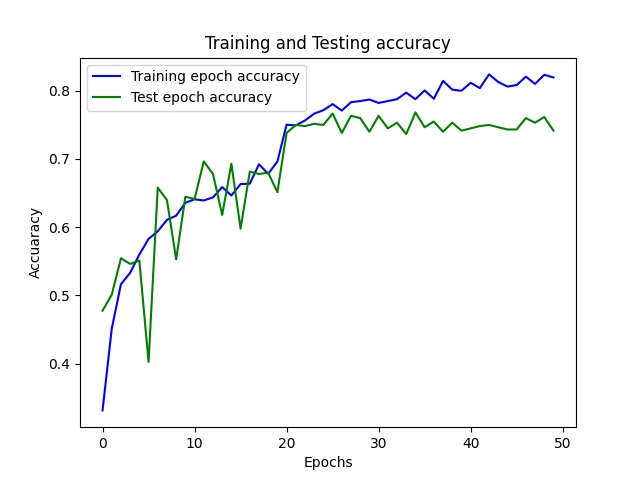 Training and Testing accuracy
Training epoch accuracy
Test epoch accuracy
Accuaracy
0.8
0.7
0.6
0.5
0.4
0 10 20 30 40 50
Epochs